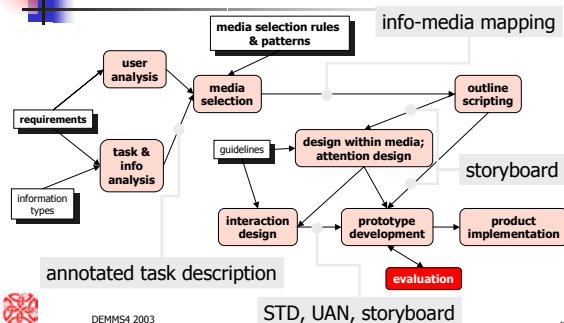 media selection rules
& patterns
info-media mapping
user
analysis
media
selection
outline
scripting
requirements
task &
info
analysis
guidelines
design within media;
attention design
storyboard
information
types
interaction
design
prototype
development
product
implementation
annotated task description
evaluation
DEMMS4 2003
STD, UAN, storyboard